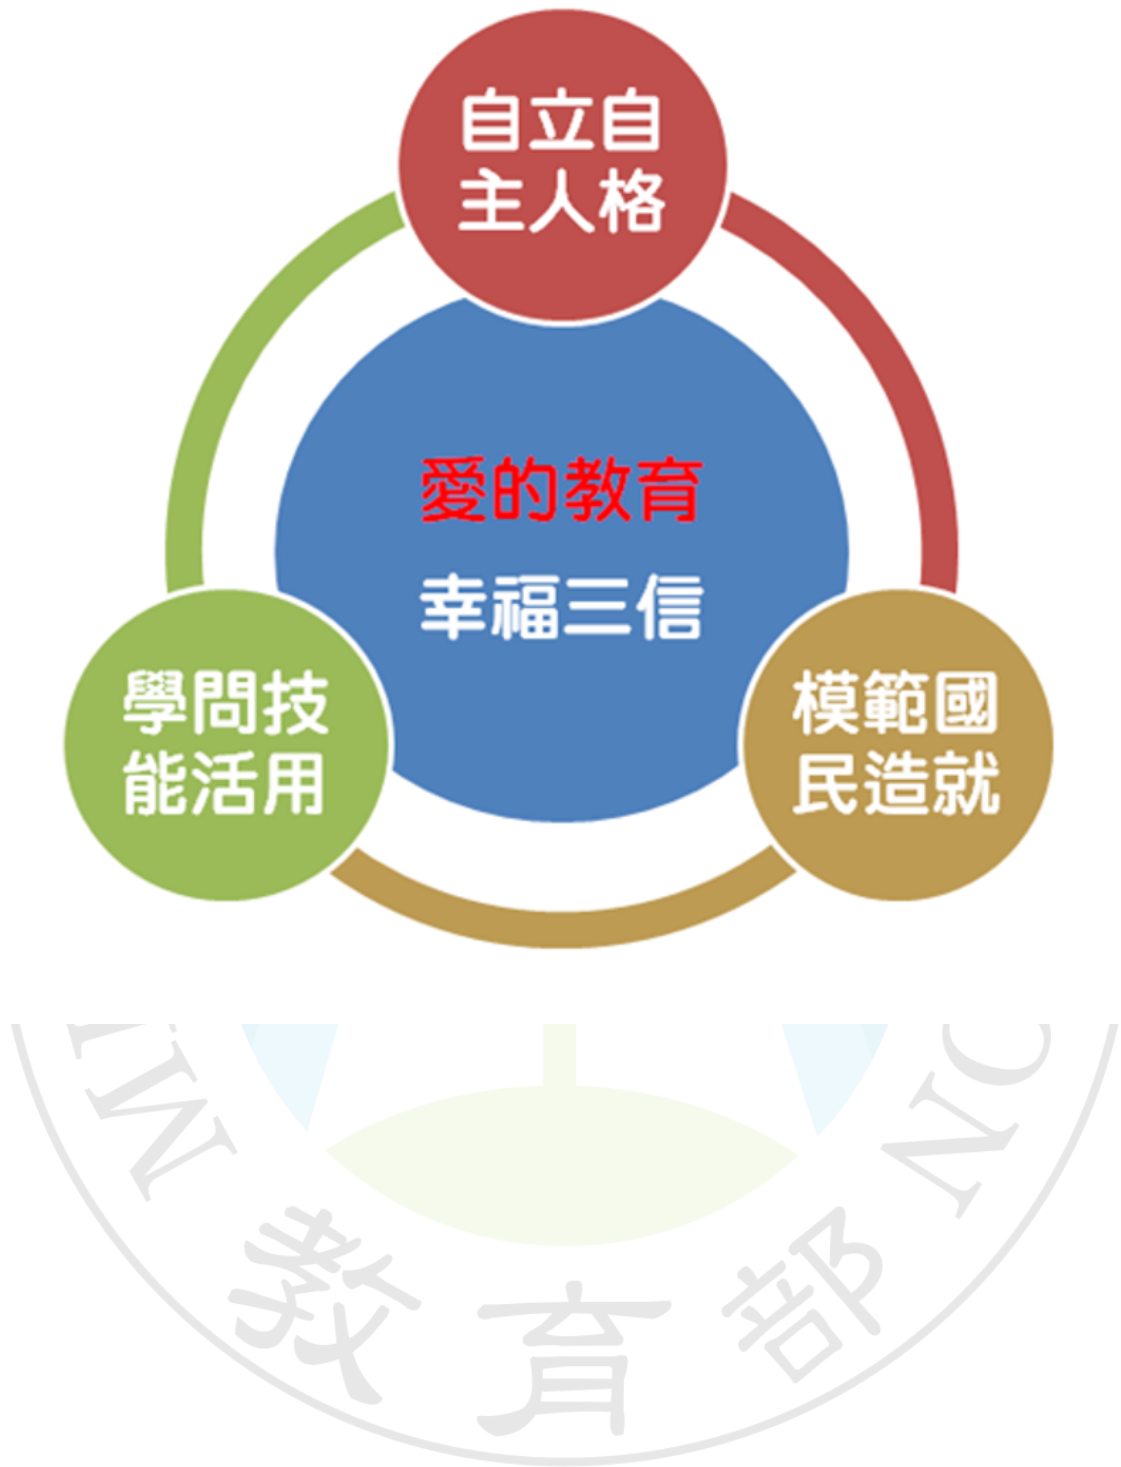 自立自
主人格
愛的教育
幸福三信
學問技
能活用
模範國
民造就
教育部